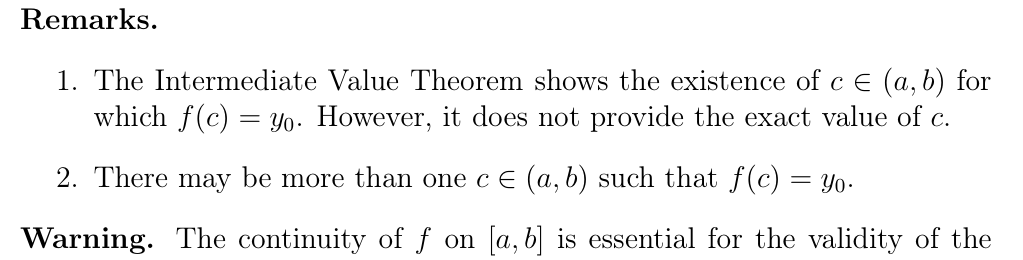 Remarks.
1. The Intermediate Value Theorem shows the existence of c ∈ (a, b) for
which f(c) = y₀. However, it does not provide the exact value of c.
2. There may be more than one c ∈ (a, b) such that f(c) = y₀.
Warning. The continuity of f on [a, b] is essential for the validity of the